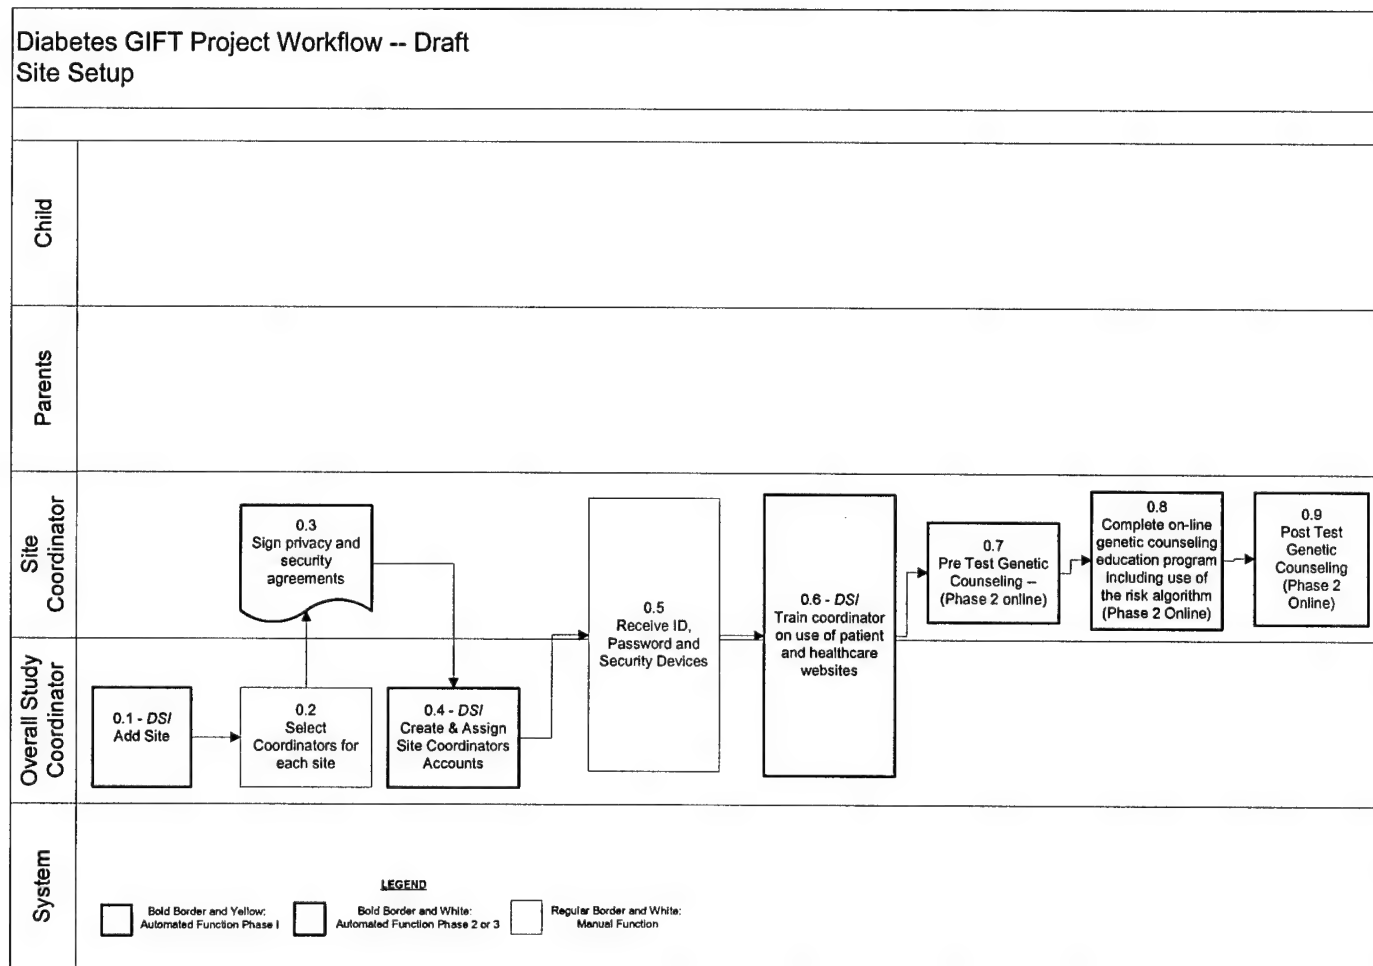 Diabetes GIFT Project Workflow -- Draft
Site Setup
Child
Parents
Site
Coordinator
0.3
Sign privacy and
security
agreements
0.5
Receive ID,
Password and
Security Devices
0.6 - DSI
Train coordinator
on use of patient
and healthcare
websites
0.7
Pre Test Genetic
Counseling --
(Phase 2 online)
0.8
Complete on-line
genetic counseling
education program
including use of
the risk algorithm
(Phase 2 Online)
0.9
Post Test
Genetic
Counseling
(Phase 2
Online)
Overall Study
Coordinator
0.1 - DSI
Add Site
0.2
Select
Coordinators for
each site
0.4 - DSI
Create & Assign
Site Coordinators
Accounts
System
LEGEND
Bold Border and Yellow:
Automated Function Phase I
Bold Border and White:
Automated Function Phase 2 or 3
Regular Border and White:
Manual Function